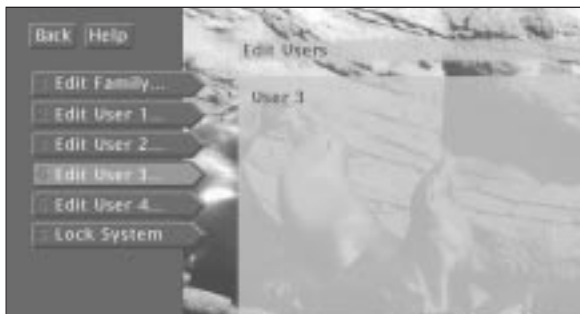 Back Help
Edit Users
Edit Family...
User 3
Edit User 1...
Edit User 2...
Edit User 3...
Edit User 4...
Lock System